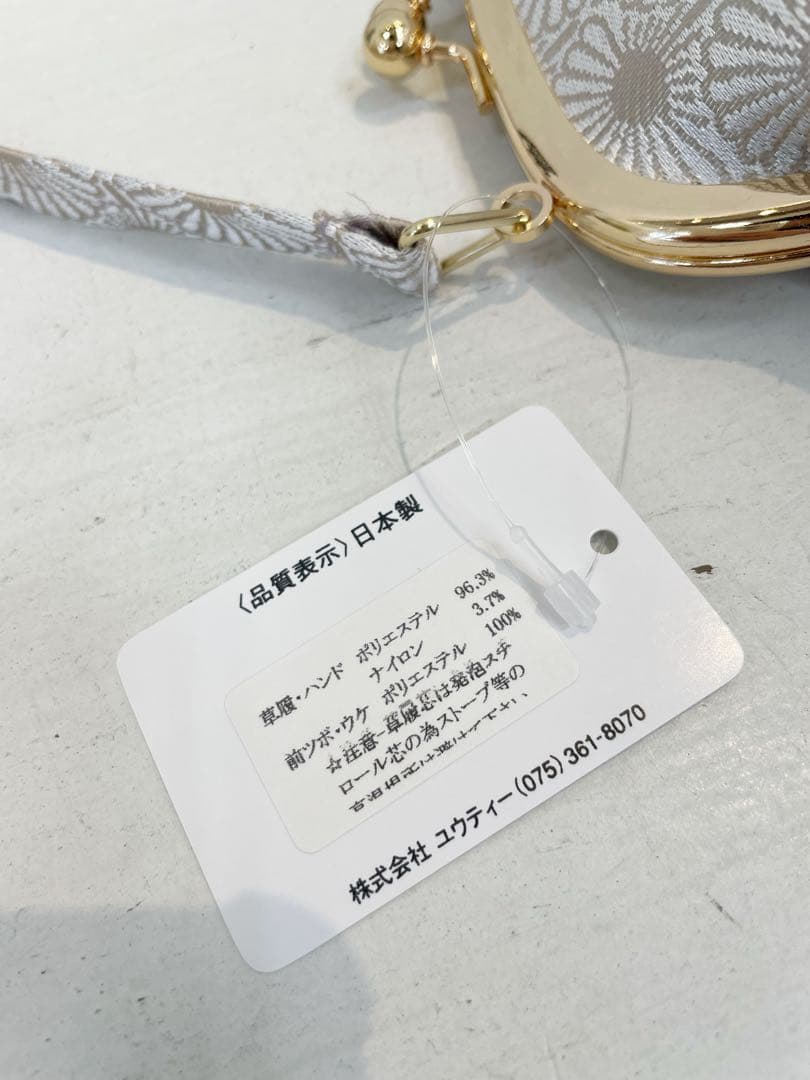 〈品質表示〉日本製
草履・ハンド ポリエステル 96.3%
ナイロン 3.7%
前ツボ・ウケ ポリエステル 100%
☆注意-草履芯は発泡スチ
ロール芯の為ストーブ等の
株式会社 ユウティー(075)361-8070